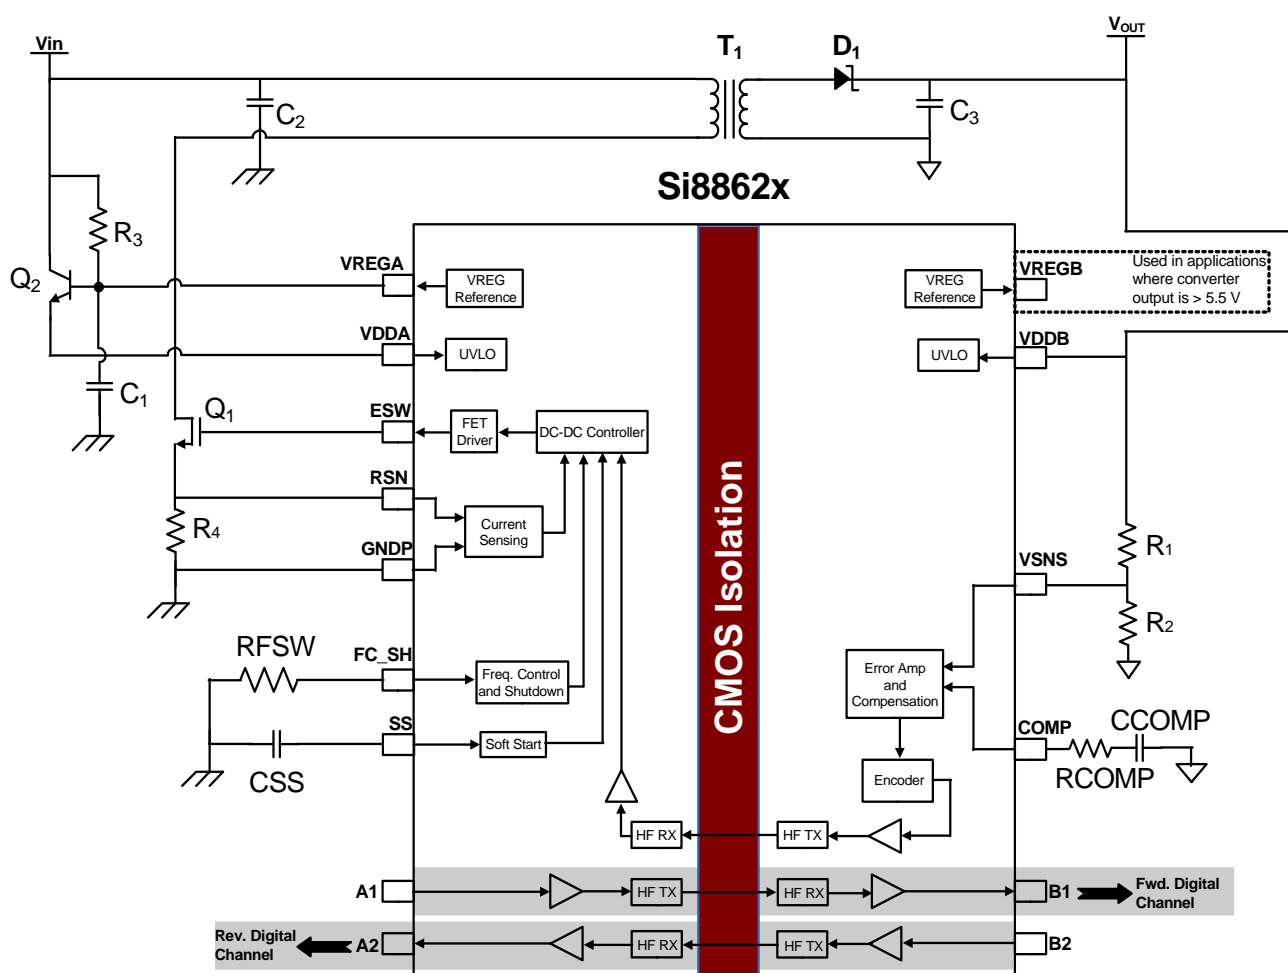 Vin
T1
D1
VOUT
C2
C3
Si8862x
R3
Q2
VREGA
VREG
Reference
VREG
Reference
VREGB
Used in applications
where converter
output is > 5.5 V
VDDA
UVLO
UVLO
VDDB
C1
Q1
ESW
FET
Driver
DC-DC Controller
RSN
R4
Current
Sensing
GNDP
CMOS Isolation
VSNS
R1
R2
RFSW
FC_SH
Freq. Control
and Shutdown
Error Amp
and
Compensation
SS
Soft Start
CSS
COMP
CCOMP
RCOMP
Encoder
HF RX
HF TX
A1
HF TX
HF RX
B1
Fwd. Digital
Channel
Rev. Digital
Channel
A2
HF RX
HF TX
B2